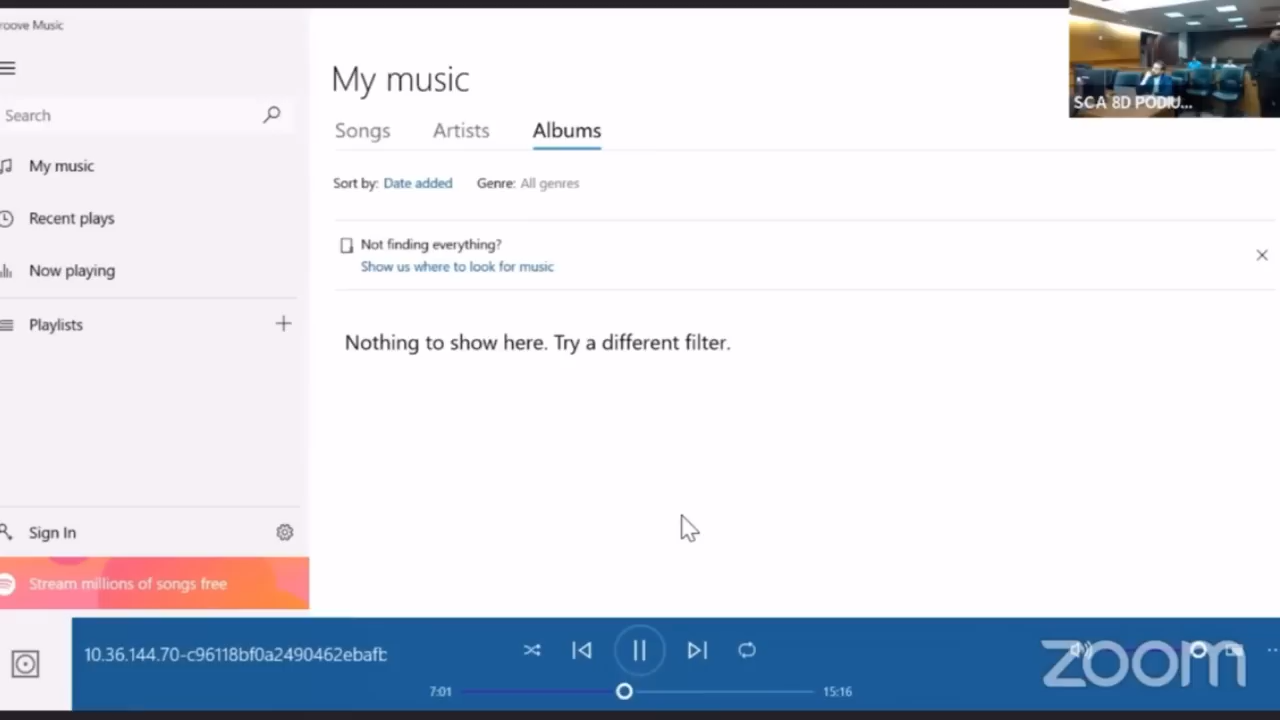 roove Music
Search
My music
Recent plays
Now playing
Playlists
Sign In
Stream millions of songs free
My music
Songs Artists Albums
Sort by: Date added Genre: All genres
Not finding everything?
Show us where to look for music
Nothing to show here. Try a different filter.
SCA 8D PODIU...
10.36.144.70-c96118bf0a2490462ebafb
7:01
15:16
zoom